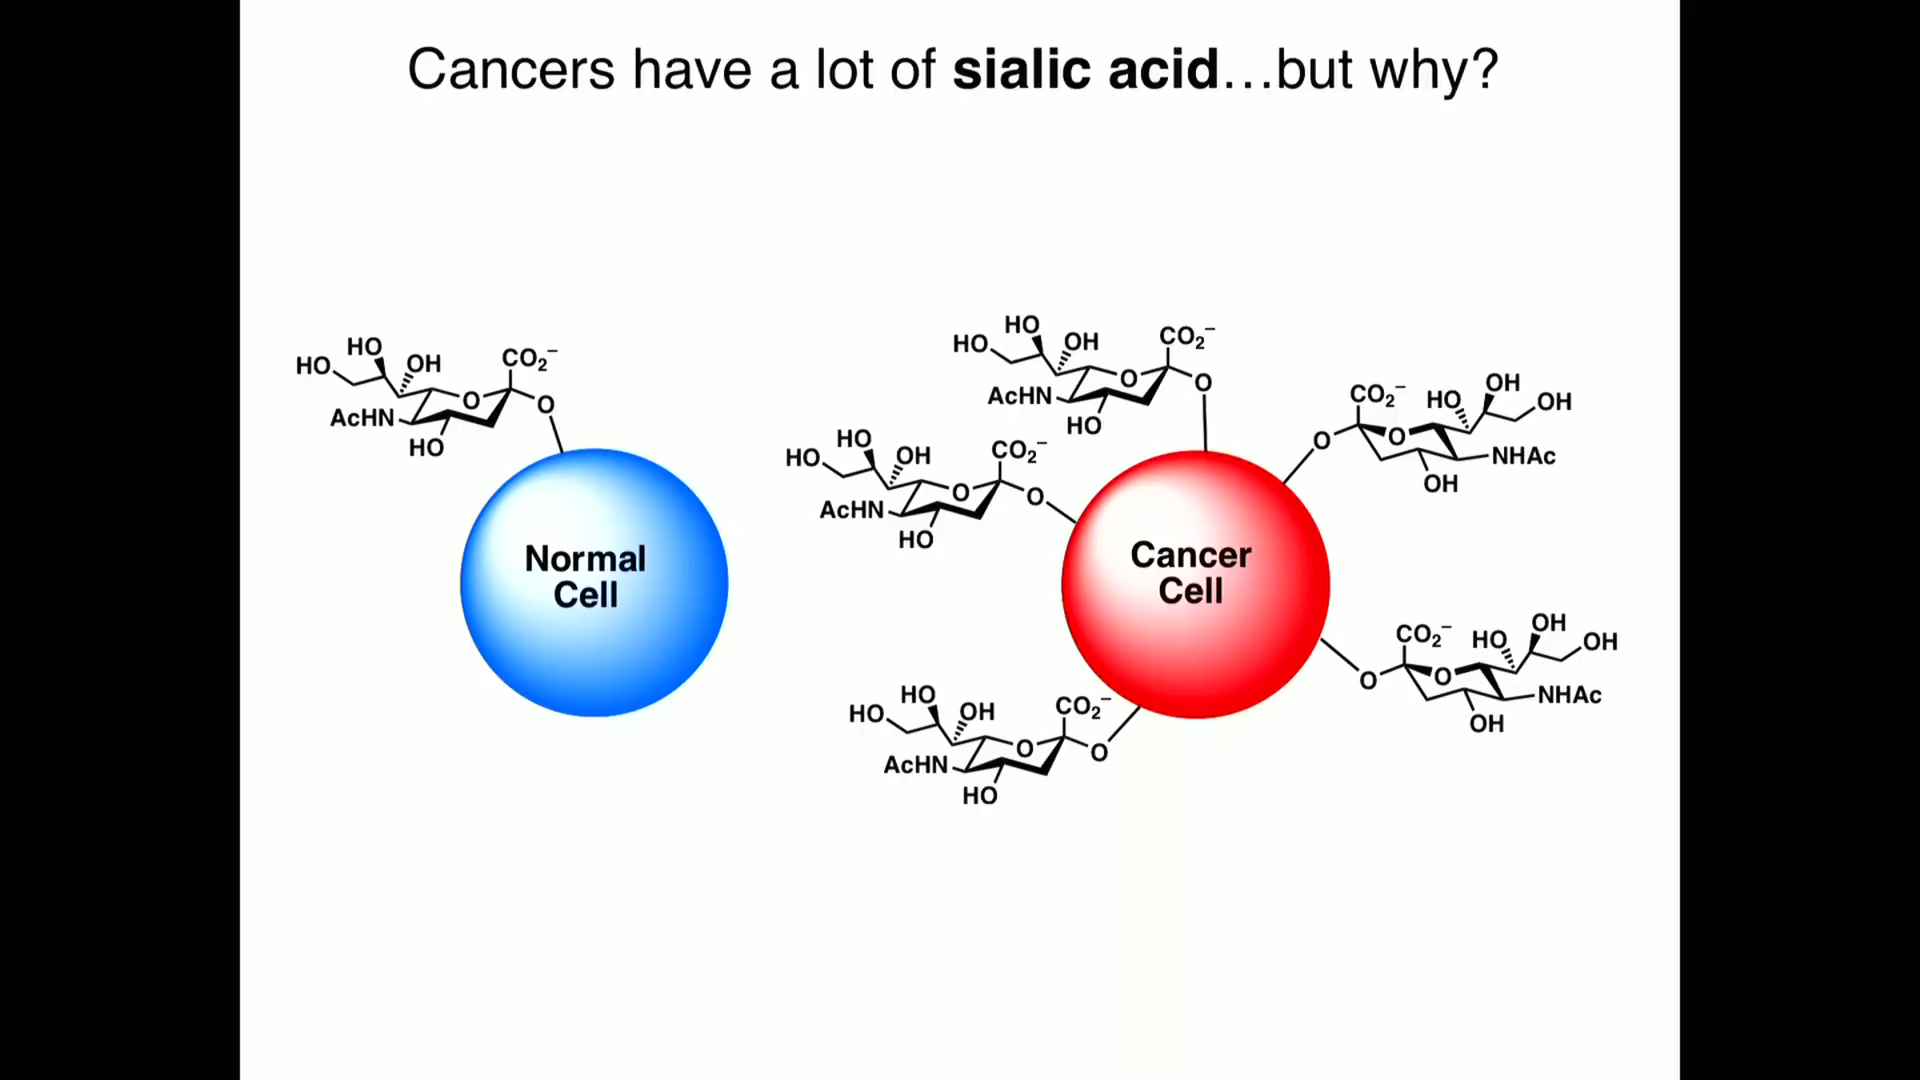 Cancers have a lot of sialic acid...but why?
HO
HO
OH
CO2−
O
O
AcHN
HO
Normal
Cell
HO
HO
OH
CO2−
O
O
AcHN
HO
HO
HO
OH
CO2−
O
O
AcHN
HO
CO2−
HO
OH
OH
O
O
NHAc
OH
Cancer
Cell
CO2−
HO
OH
OH
O
O
NHAc
OH
HO
HO
OH
CO2−
O
O
AcHN
HO